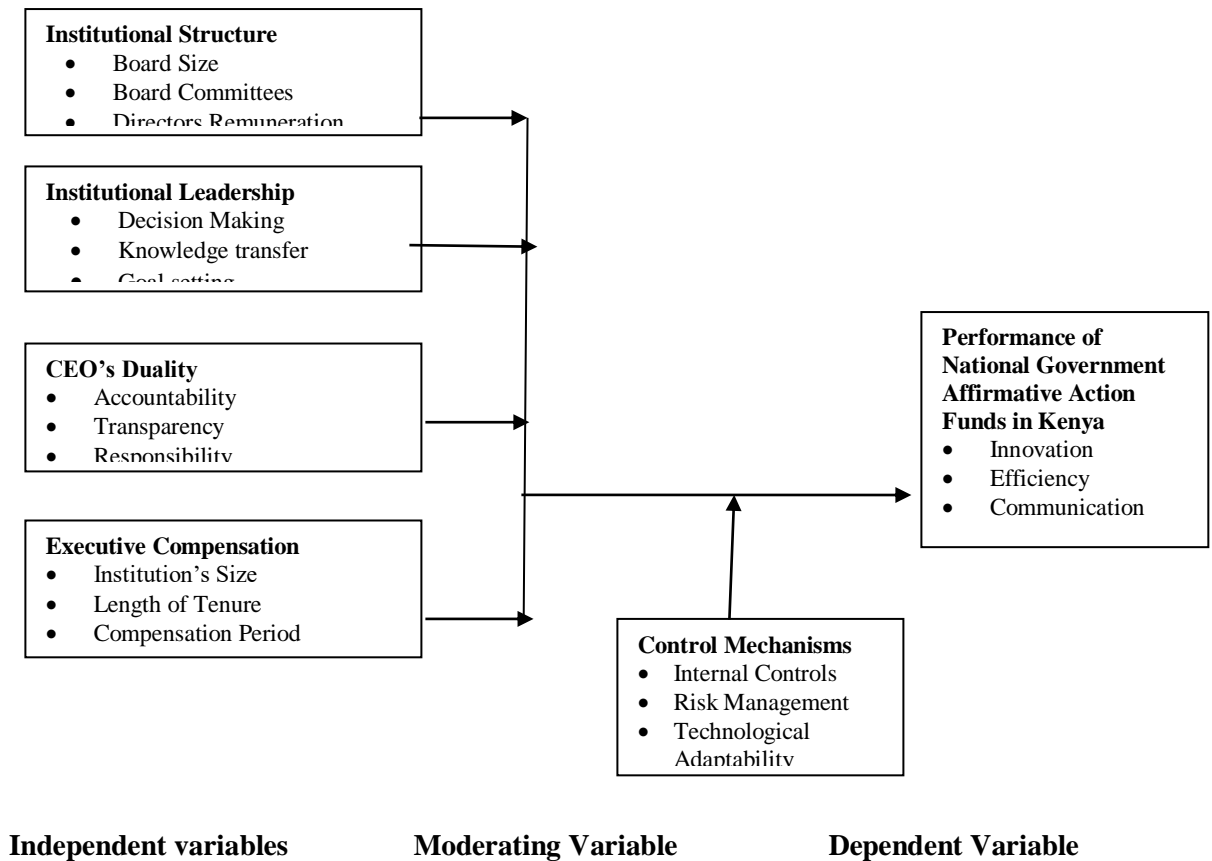 Institutional Structure
• Board Size
• Board Committees
• Directors Remuneration
Institutional Leadership
• Decision Making
• Knowledge transfer
• Goal setting
CEO’s Duality
• Accountability
• Transparency
• Responsibility
Executive Compensation
• Institution’s Size
• Length of Tenure
• Compensation Period
Performance of
National Government
Affirmative Action
Funds in Kenya
• Innovation
• Efficiency
• Communication
Control Mechanisms
• Internal Controls
• Risk Management
• Technological
Adaptability
Independent variables Moderating Variable Dependent Variable